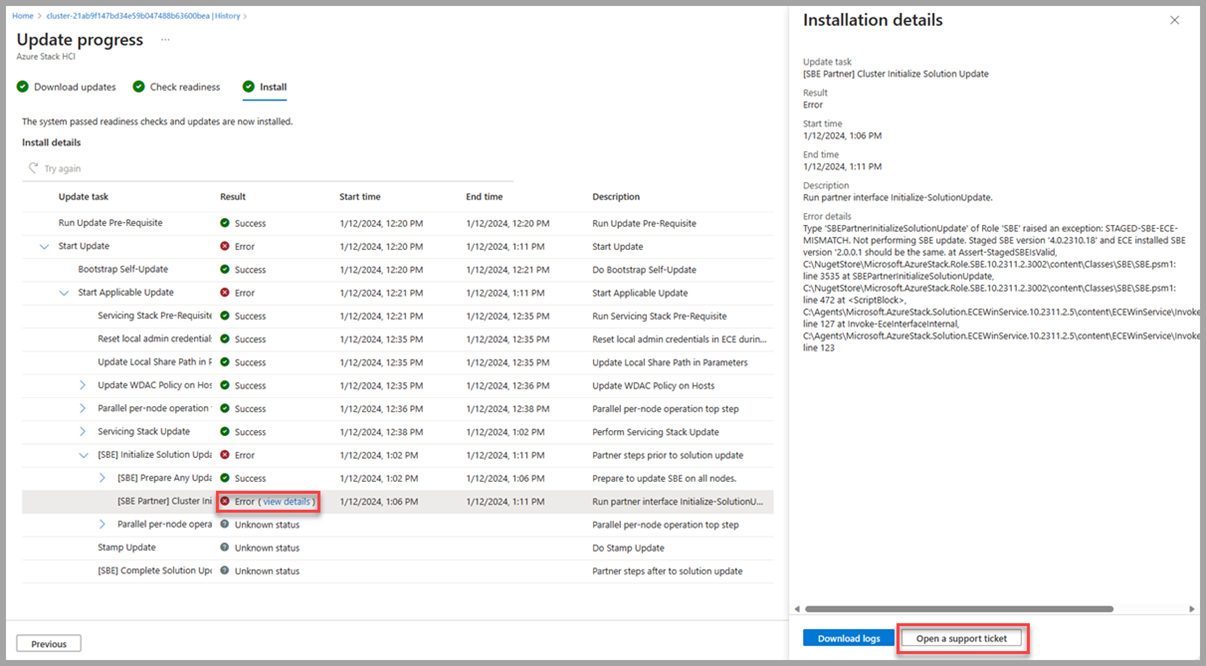 Home > cluster-21ab9f147bd34e59b047488b63600bea | History >
Update progress ...
Azure Stack HCI
Download updates Check readiness Install
The system passed readiness checks and updates are now installed.
Install details
Try again
Update task Result Start time End time Description
Run Update Pre-Requisite Success 1/12/2024, 12:20 PM 1/12/2024, 12:20 PM Run Update Pre-Requisite
Start Update Error 1/12/2024, 12:20 PM 1/12/2024, 1:11 PM Start Update
Bootstrap Self-Update Success 1/12/2024, 12:20 PM 1/12/2024, 12:21 PM Do Bootstrap Self-Update
Start Applicable Update Error 1/12/2024, 12:21 PM 1/12/2024, 1:11 PM Start Applicable Update
Servicing Stack Pre-Requisite Success 1/12/2024, 12:21 PM 1/12/2024, 12:35 PM Run Servicing Stack Pre-Requisite
Reset local admin credential Success 1/12/2024, 12:35 PM 1/12/2024, 12:35 PM Reset local admin credentials in ECE durin...
Update Local Share Path in P Success 1/12/2024, 12:35 PM 1/12/2024, 12:35 PM Update Local Share Path in Parameters
Update WDAC Policy on Hos Success 1/12/2024, 12:35 PM 1/12/2024, 12:36 PM Update WDAC Policy on Hosts
Parallel per-node operation Success 1/12/2024, 12:36 PM 1/12/2024, 12:38 PM Parallel per-node operation top step
Servicing Stack Update Success 1/12/2024, 12:38 PM 1/12/2024, 1:02 PM Perform Servicing Stack Update
[SBE] Initialize Solution Upda Error 1/12/2024, 1:02 PM 1/12/2024, 1:11 PM Partner steps prior to solution update
[SBE] Prepare Any Upda Success 1/12/2024, 1:02 PM 1/12/2024, 1:06 PM Prepare to update SBE on all nodes.
[SBE Partner] Cluster Ini Error ( view details ) 1/12/2024, 1:06 PM 1/12/2024, 1:11 PM Run partner interface Initialize-SolutionU...
Parallel per-node opera Unknown status Parallel per-node operation top step
Stamp Update Unknown status Do Stamp Update
[SBE] Complete Solution Upd Unknown status Partner steps after to solution update
Previous
Installation details
Update task
[SBE Partner] Cluster Initialize Solution Update
Result
Error
Start time
1/12/2024, 1:06 PM
End time
1/12/2024, 1:11 PM
Description
Run partner interface Initialize-SolutionUpdate.
Error details
Type 'SBEPartnerInitializeSolutionUpdate' of Role 'SBE' raised an exception: STAGED-SBE-ECE-
MISMATCH. Not performing SBE update. Staged SBE version '4.0.2310.18' and ECE installed SBE
version '2.0.0.1 should be the same. at Assert-StagedSBEIsValid,
C:\NugetStore\Microsoft.AzureStack.Role.SBE.10.2311.2.3002\content\Classes\SBE\SBE.psm1:
line 3535 at SBEPartnerInitializeSolutionUpdate,
C:\NugetStore\Microsoft.AzureStack.Role.SBE.10.2311.2.3002\content\Classes\SBE\SBE.psm1:
line 472 at <ScriptBlock>,
C:\Agents\Microsoft.AzureStack.Solution.ECEWinService.10.2311.2.5\content\ECEWinService\Invoke
line 127 at Invoke-EceInterfaceInternal,
C:\Agents\Microsoft.AzureStack.Solution.ECEWinService.10.2311.2.5\content\ECEWinService\Invoke
line 123
Download logs Open a support ticket